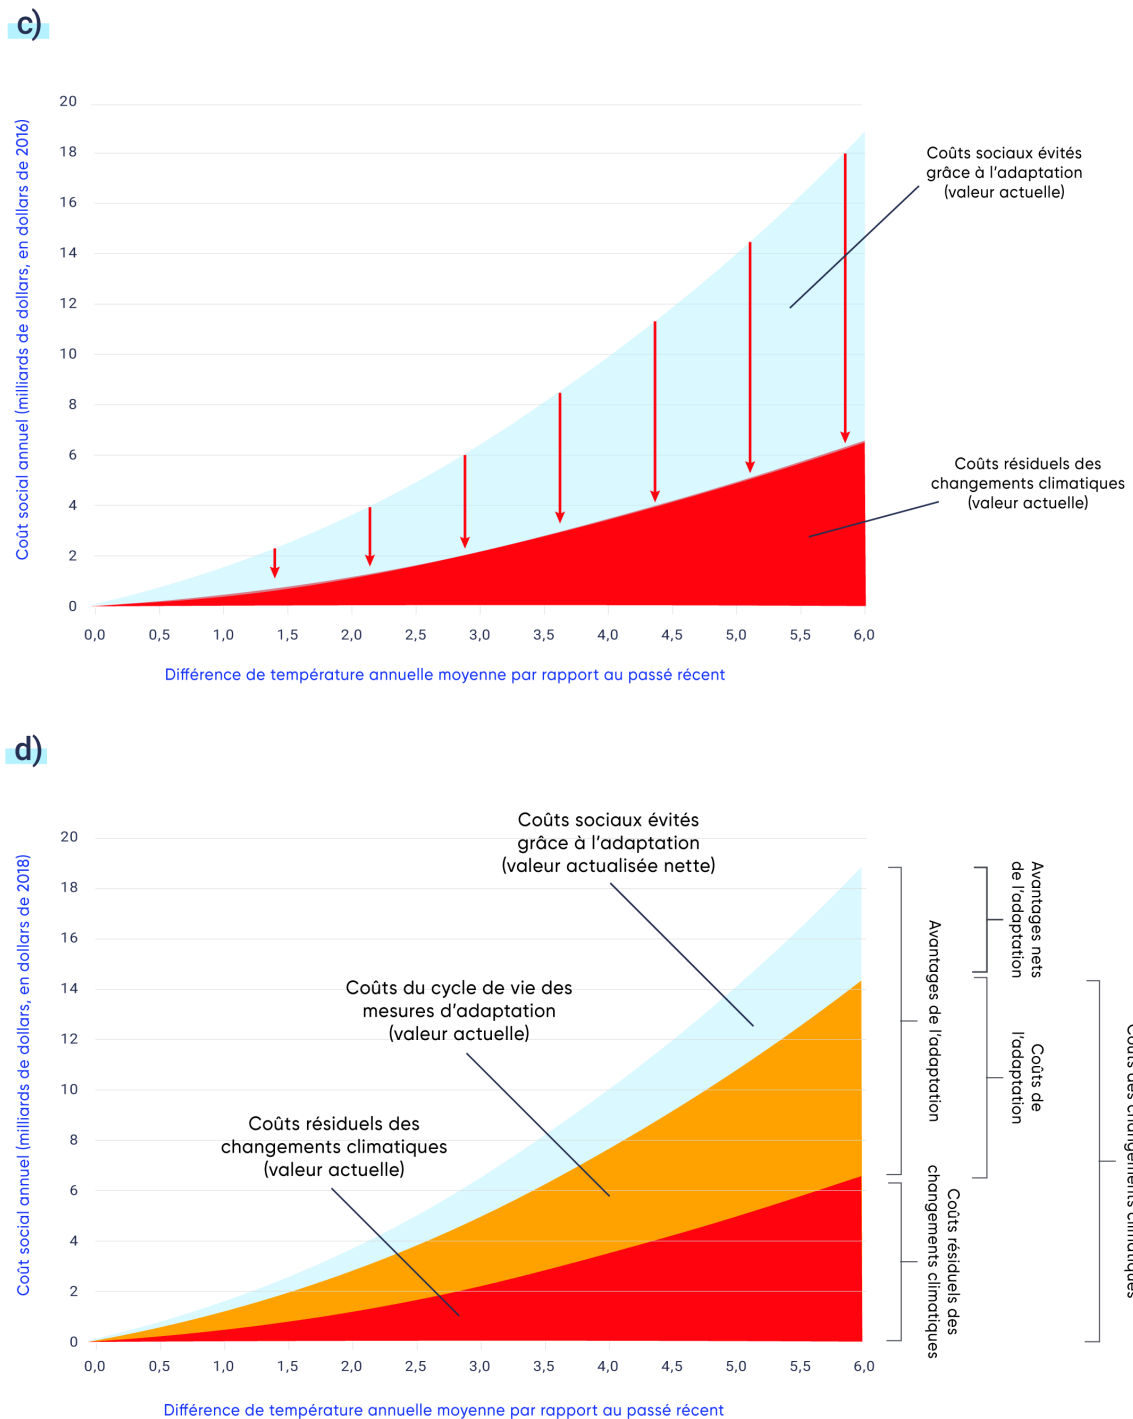 c)
Coût social annuel (milliards de dollars, en dollars de 2016)
20
18
16
14
12
10
8
6
4
2
0
Coûts sociaux évités
grâce à l'adaptation
(valeur actuelle)
Coûts résiduels des
changements climatiques
(valeur actuelle)
0,0 0,5 1,0 1,5 2,0 2,5 3,0 3,5 4,0 4,5 5,0 5,5 6,0
Différence de température annuelle moyenne par rapport au passé récent
d)
Coût social annuel (milliards de dollars, en dollars de 2018)
20
18
16
14
12
10
8
6
4
2
0
Coûts sociaux évités
grâce à l'adaptation
(valeur actualisée nette)
Coûts du cycle de vie des
mesures d'adaptation
(valeur actuelle)
Coûts résiduels des
changements climatiques
(valeur actuelle)
Avantages de l'adaptation
Coûts résiduels des
changements climatiques
Avantages nets
de l'adaptation
Coûts de
l'adaptation
0,0 0,5 1,0 1,5 2,0 2,5 3,0 3,5 4,0 4,5 5,0 5,5 6,0
Différence de température annuelle moyenne par rapport au passé récent